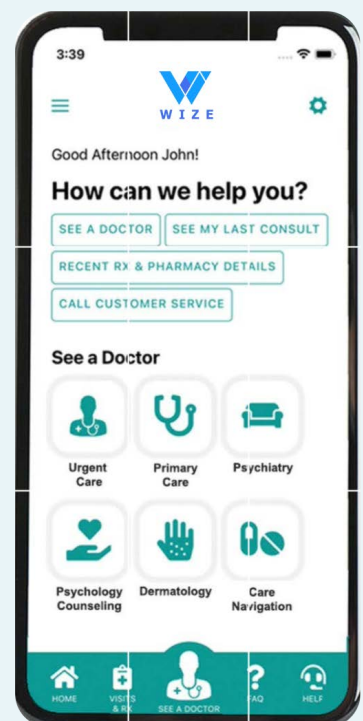 3:39
WIZE
Good Afternoon John!
How can we help you?
SEE A DOCTOR SEE MY LAST CONSULT
RECENT RX & PHARMACY DETAILS
CALL CUSTOMER SERVICE
See a Doctor
Urgent Care
Primary Care
Psychiatry
Psychology Counseling
Dermatology
Care Navigation
HOME
VISITS & RX
SEE A DOCTOR
FAQ
HELP